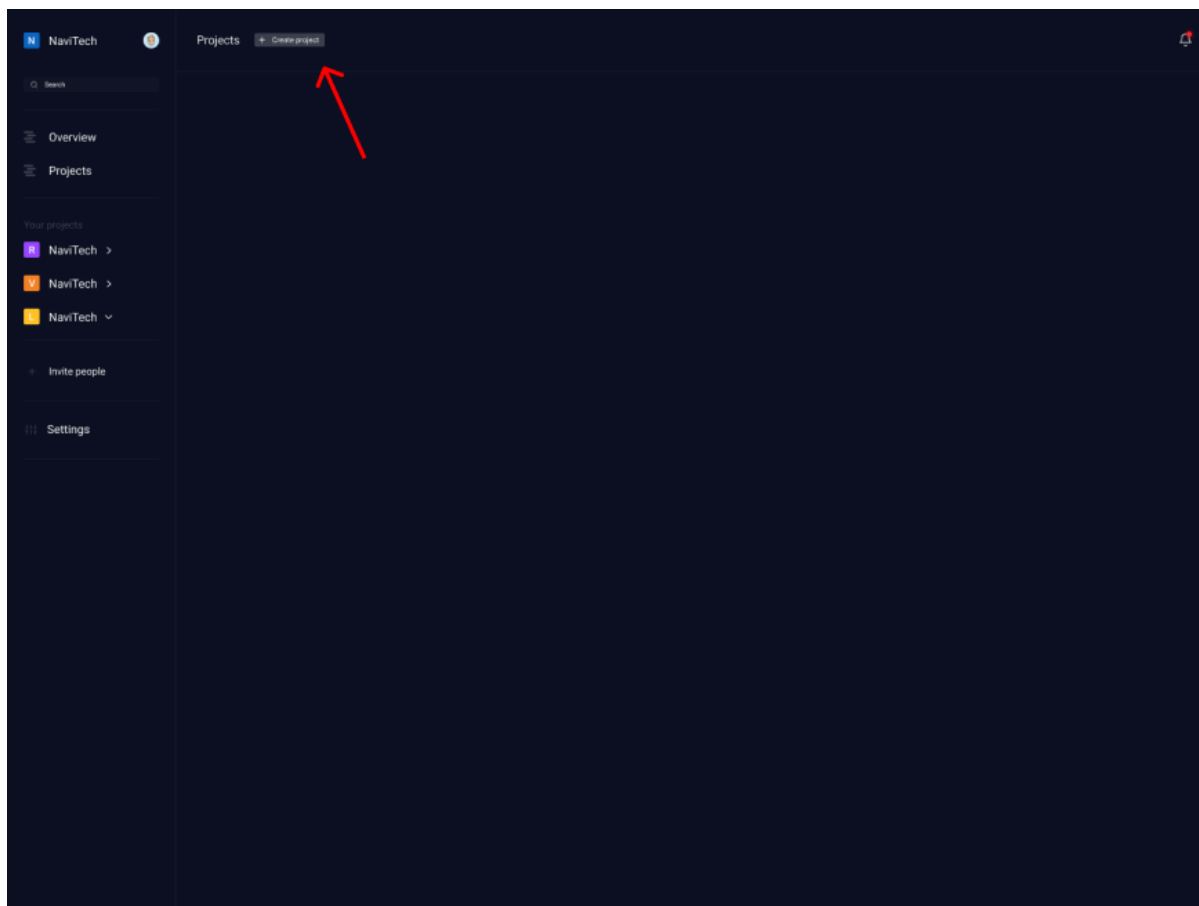 N NaviTech
Projects
+ Create project
Search
Overview
Projects
Your projects
R NaviTech >
V NaviTech >
L NaviTech
Invite people
Settings